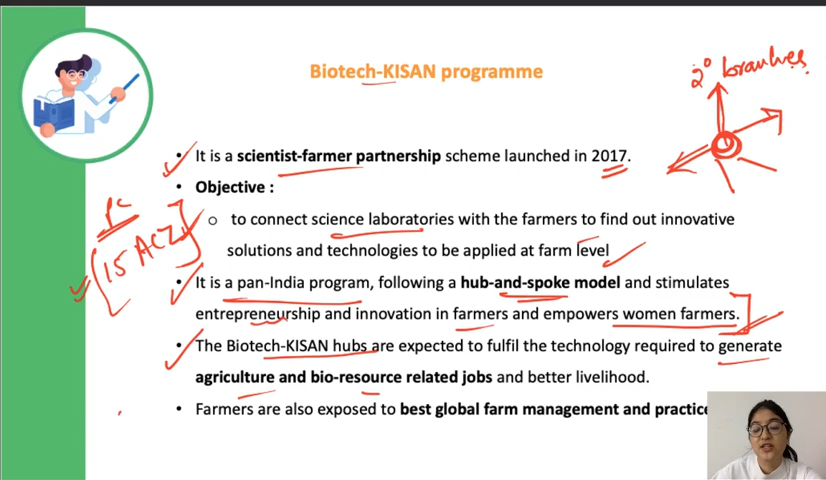 Biotech-KISAN programme
2° branches
• It is a scientist-farmer partnership scheme launched in 2017.
• Objective :
o to connect science laboratories with the farmers to find out innovative
solutions and technologies to be applied at farm level
15 ACZ
• It is a pan-India program, following a hub-and-spoke model and stimulates
entrepreneurship and innovation in farmers and empowers women farmers.
• The Biotech-KISAN hubs are expected to fulfil the technology required to generate
agriculture and bio-resource related jobs and better livelihood.
• Farmers are also exposed to best global farm management and practice